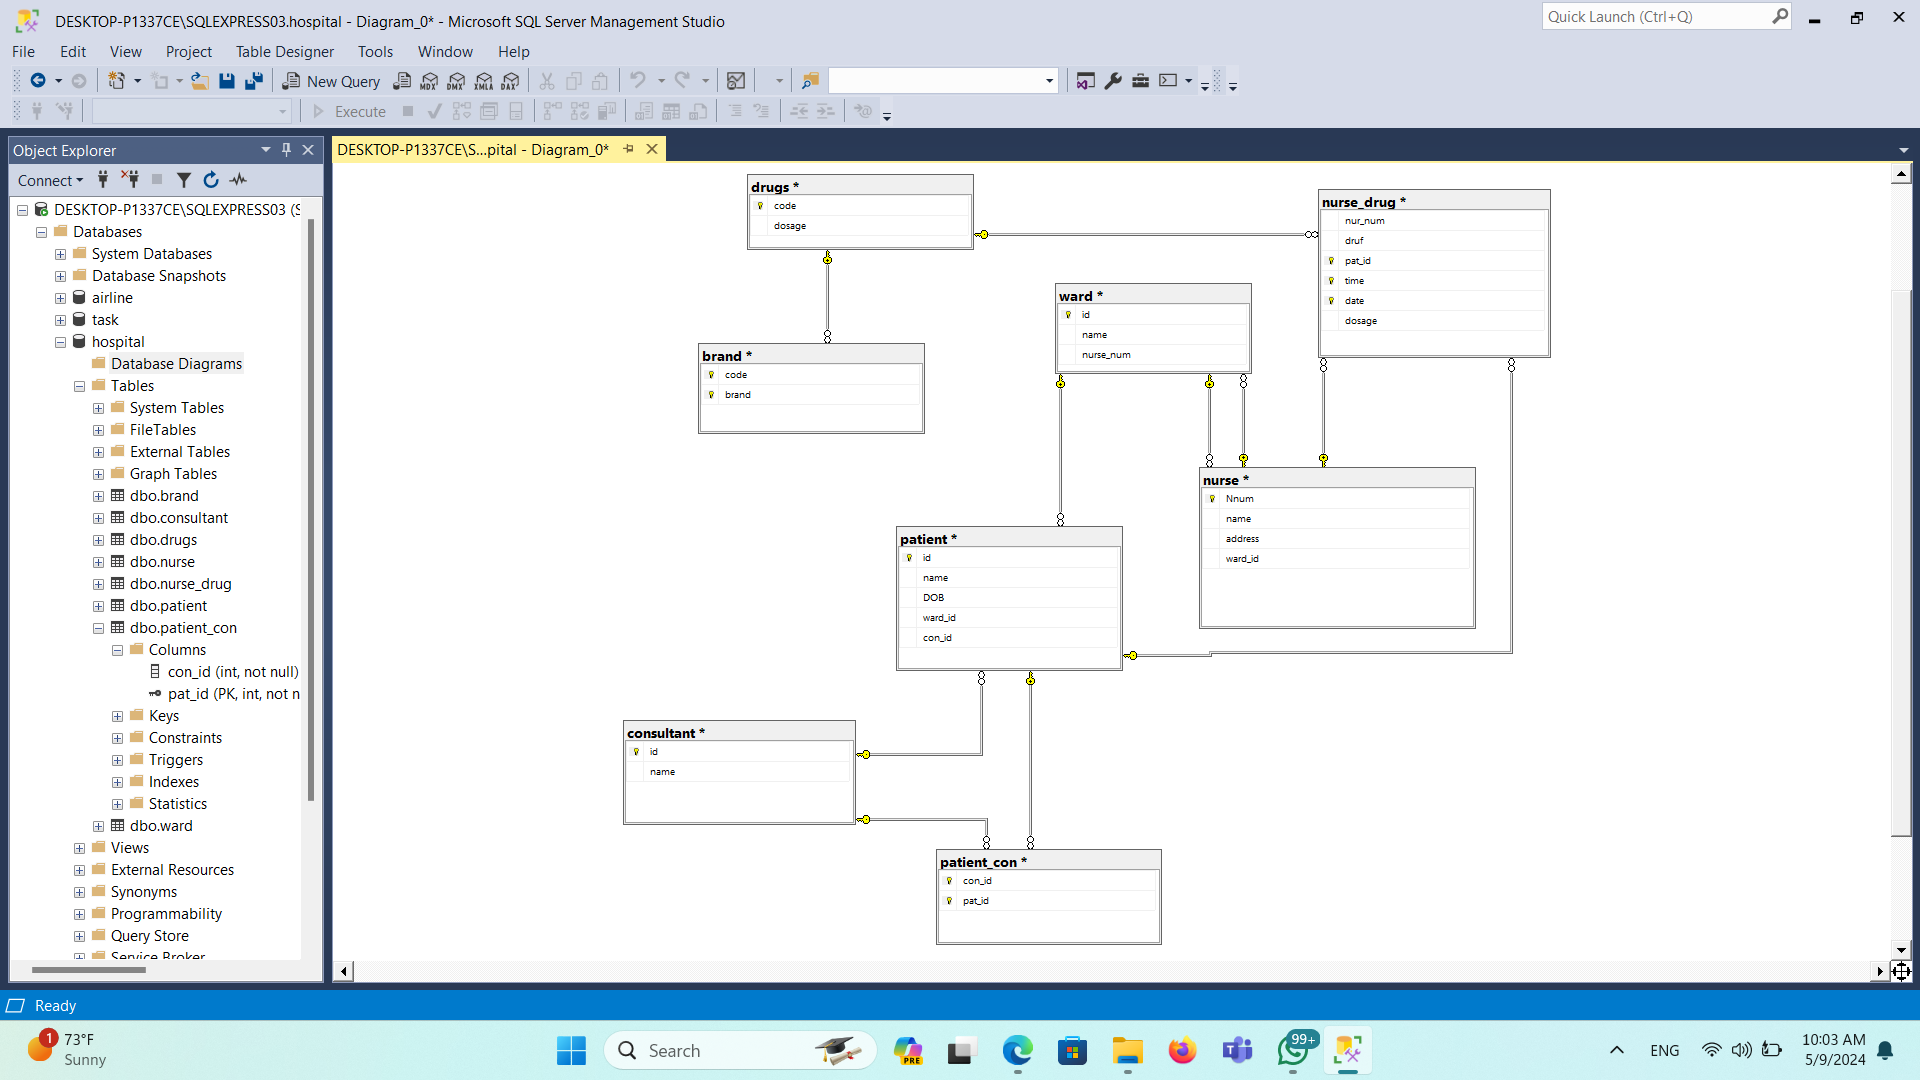 DESKTOP-P1337CE\SQLEXPRESS03.hospital - Diagram_0* - Microsoft SQL Server Management Studio
Quick Launch (Ctrl+Q)
File Edit View Project Table Designer Tools Window Help
New Query MDX DMX XMLA DAX
Execute
Object Explorer
DESKTOP-P1337CE\S...pital - Diagram_0*
Connect
DESKTOP-P1337CE\SQLEXPRESS03 (S
Databases
System Databases
Database Snapshots
airline
task
hospital
Database Diagrams
Tables
System Tables
FileTables
External Tables
Graph Tables
dbo.brand
dbo.consultant
dbo.drugs
dbo.nurse
dbo.nurse_drug
dbo.patient
dbo.patient_con
Columns
con_id (int, not null)
pat_id (PK, int, not n
Keys
Constraints
Triggers
Indexes
Statistics
dbo.ward
Views
External Resources
Synonyms
Programmability
Query Store
Service Broker
drugs *
code
dosage
nurse_drug *
nur_num
druf
pat_id
time
date
dosage
ward *
id
name
nurse_num
brand *
code
brand
nurse *
Nnum
name
address
ward_id
patient *
id
name
DOB
ward_id
con_id
consultant *
id
name
patient_con *
con_id
pat_id
Ready
1
73°F
Sunny
Search
PRE
99+
ENG
10:03 AM
5/9/2024